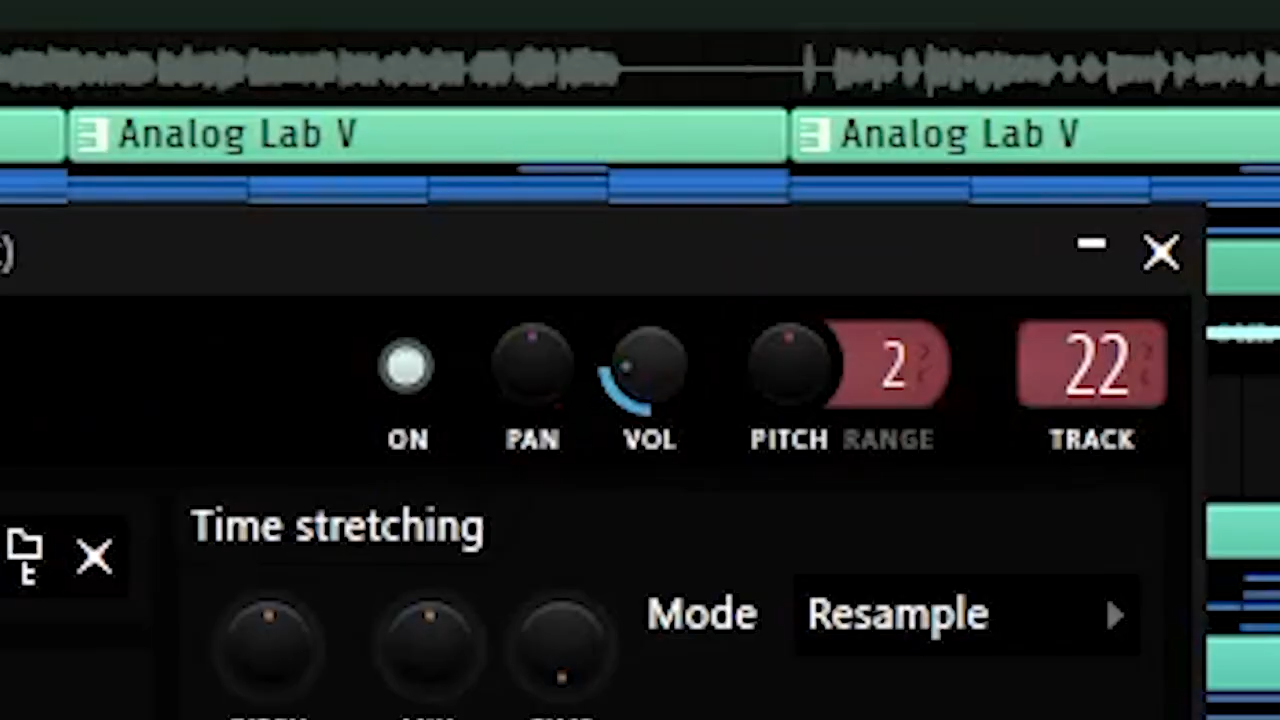 Analog Lab V Analog Lab V
2 22
ON PAN VOL PITCH RANGE TRACK
Time stretching
Mode Resample